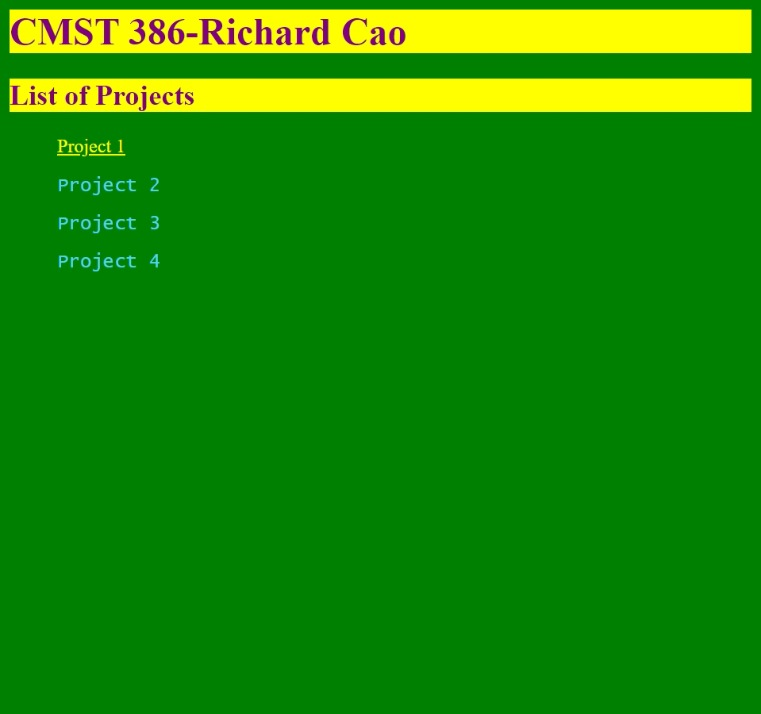 CMST 386-Richard Cao
List of Projects
Project 1
Project 2
Project 3
Project 4